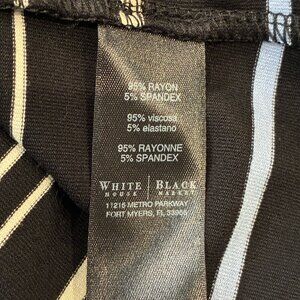 95% RAYON
5% SPANDEX
95% viscosa
5% elastano
95% RAYONNE
5% SPANDEX
WHITE | BLACK
HOUSE | MARKET
11215 METRO PARKWAY
FORT MYERS, FL 33966